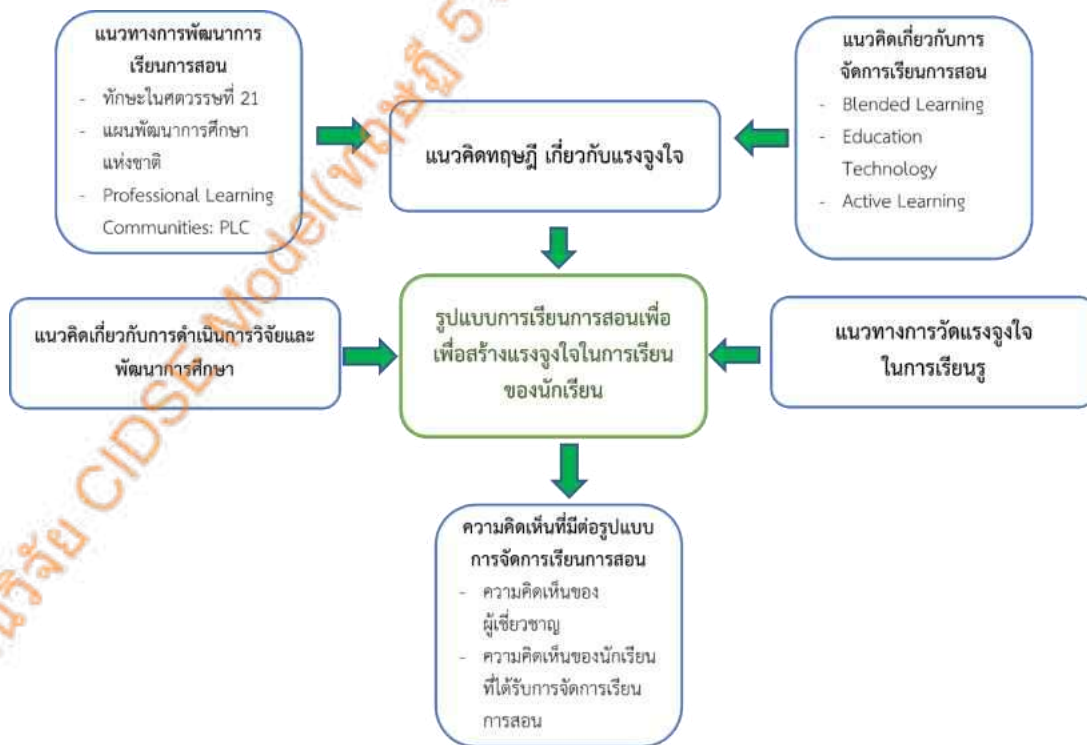 แนวทางการพัฒนาการ
เรียนการสอน
- ทักษะในศตวรรษที่ 21
- แผนพัฒนาการศึกษา
แห่งชาติ
- Professional Learning
Communities: PLC
แนวคิดทฤษฎี เกี่ยวกับแรงจูงใจ
แนวคิดเกี่ยวกับการ
จัดการเรียนการสอน
- Blended Learning
- Education
Technology
- Active Learning
แนวคิดเกี่ยวกับการดำเนินการวิจัยและ
พัฒนาการศึกษา
รูปแบบการเรียนการสอนเพื่อ
เพื่อสร้างแรงจูงใจในการเรียน
ของนักเรียน
แนวทางการวัดแรงจูงใจ
ในการเรียนรู
ความคิดเห็นที่มีต่อรูปแบบ
การจัดการเรียนการสอน
- ความคิดเห็นของ
ผู้เชี่ยวชาญ
- ความคิดเห็นของนักเรียน
ที่ได้รับการจัดการเรียน
การสอน
วิจัย CIDSE Model(ทฤษฎี 5